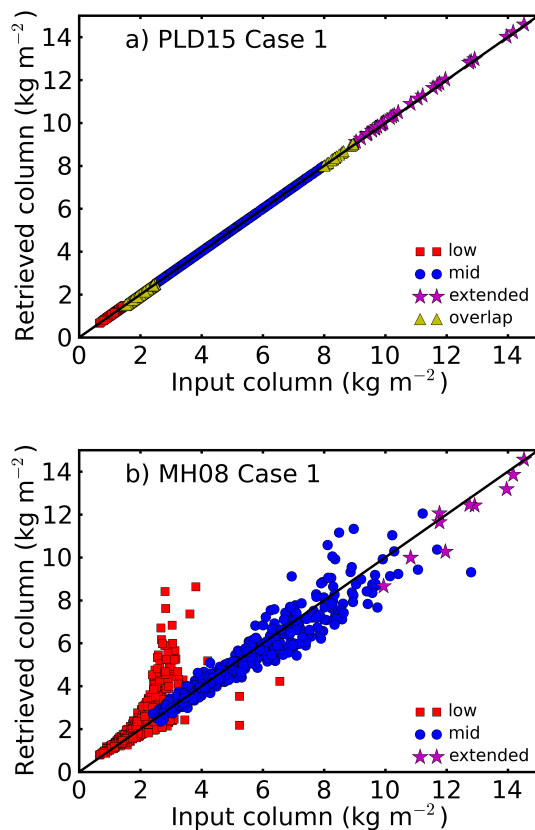 a) PLD15 Case 1
Retrieved column (kg m⁻²)
14
12
10
8
6
4
2
0
low
mid
extended
overlap
0 2 4 6 8 10 12 14
Input column (kg m⁻²)
b) MH08 Case 1
Retrieved column (kg m⁻²)
14
12
10
8
6
4
2
0
low
mid
extended
0 2 4 6 8 10 12 14
Input column (kg m⁻²)